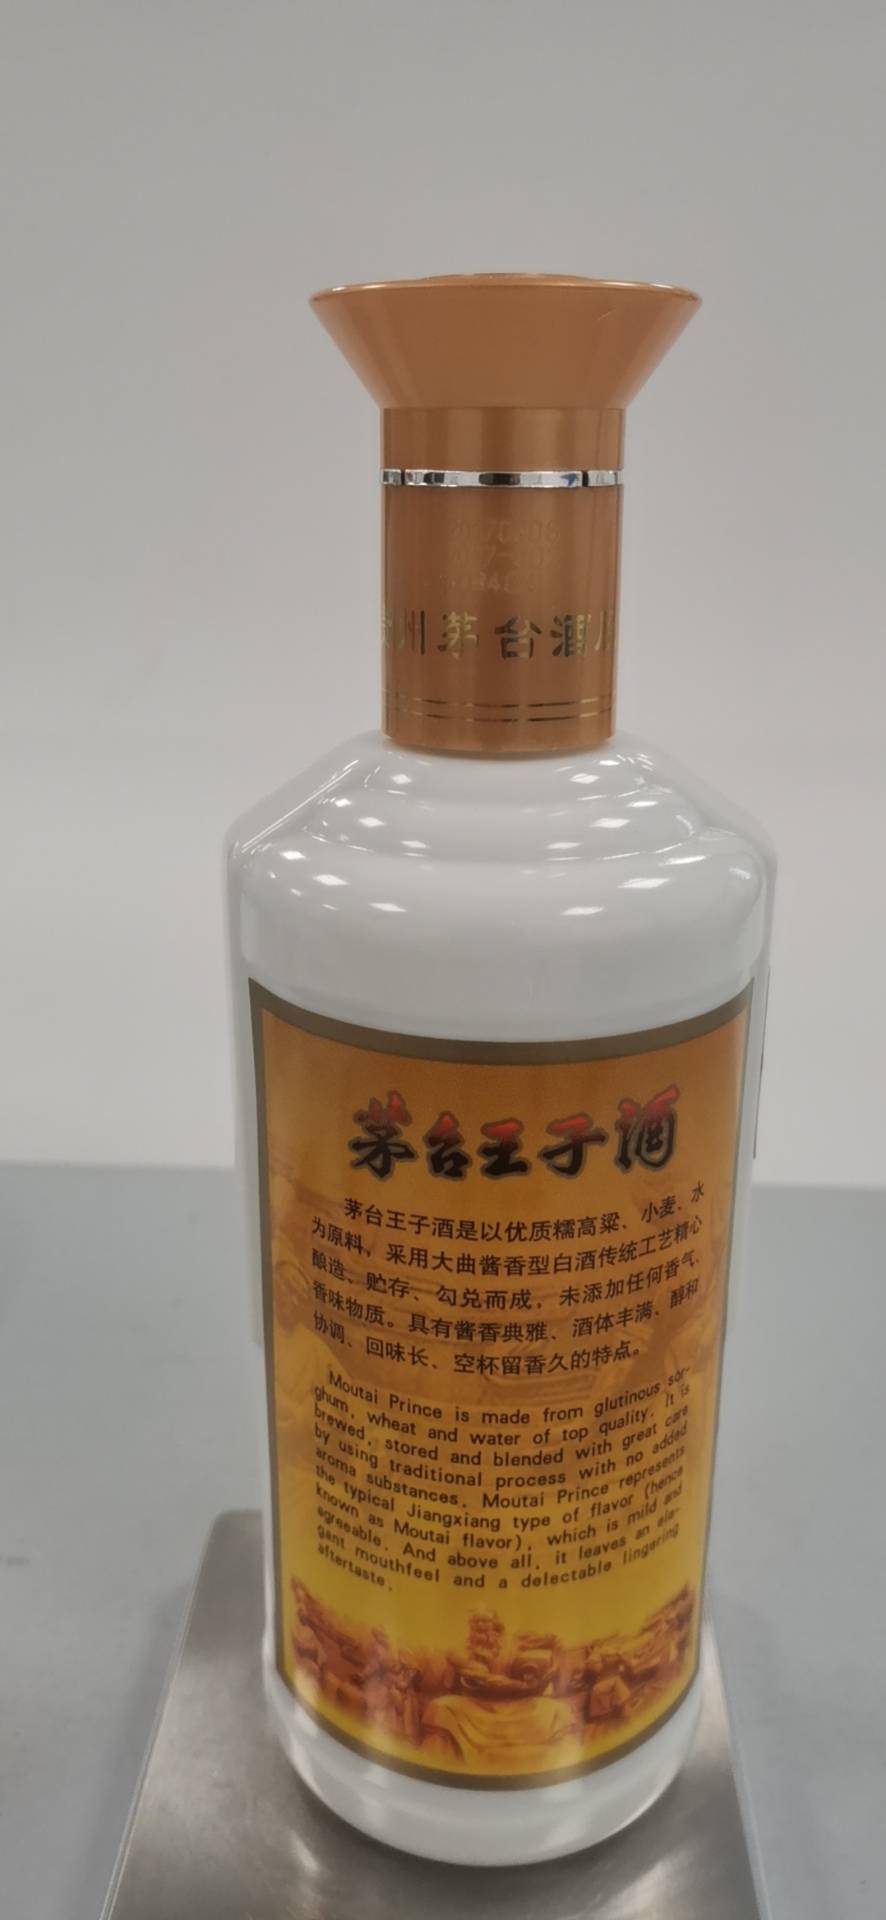 州茅台酒
茅台王子酒
茅台王子酒是以优质糯高粱、小麦、水
为原料，采用大曲酱香型白酒传统工艺精心
酿造、贮存、勾兑而成，未添加任何香气、
香味物质。具有酱香典雅、酒体丰满、醇和
协调、回味长、空杯留香久的特点。
Moutai Prince is made from glutinous sor-
ghum, wheat and water of top quality. It is
brewed, stored and blended with great care
by using traditional process with no added
aroma substances. Moutai Prince represents
the typical Jiangxiang type of flavor (hence
known as Moutai flavor), which is mild and
agreeable. And above all, it leaves an ele-
gant mouthfeel and a delectable lingering
aftertaste.